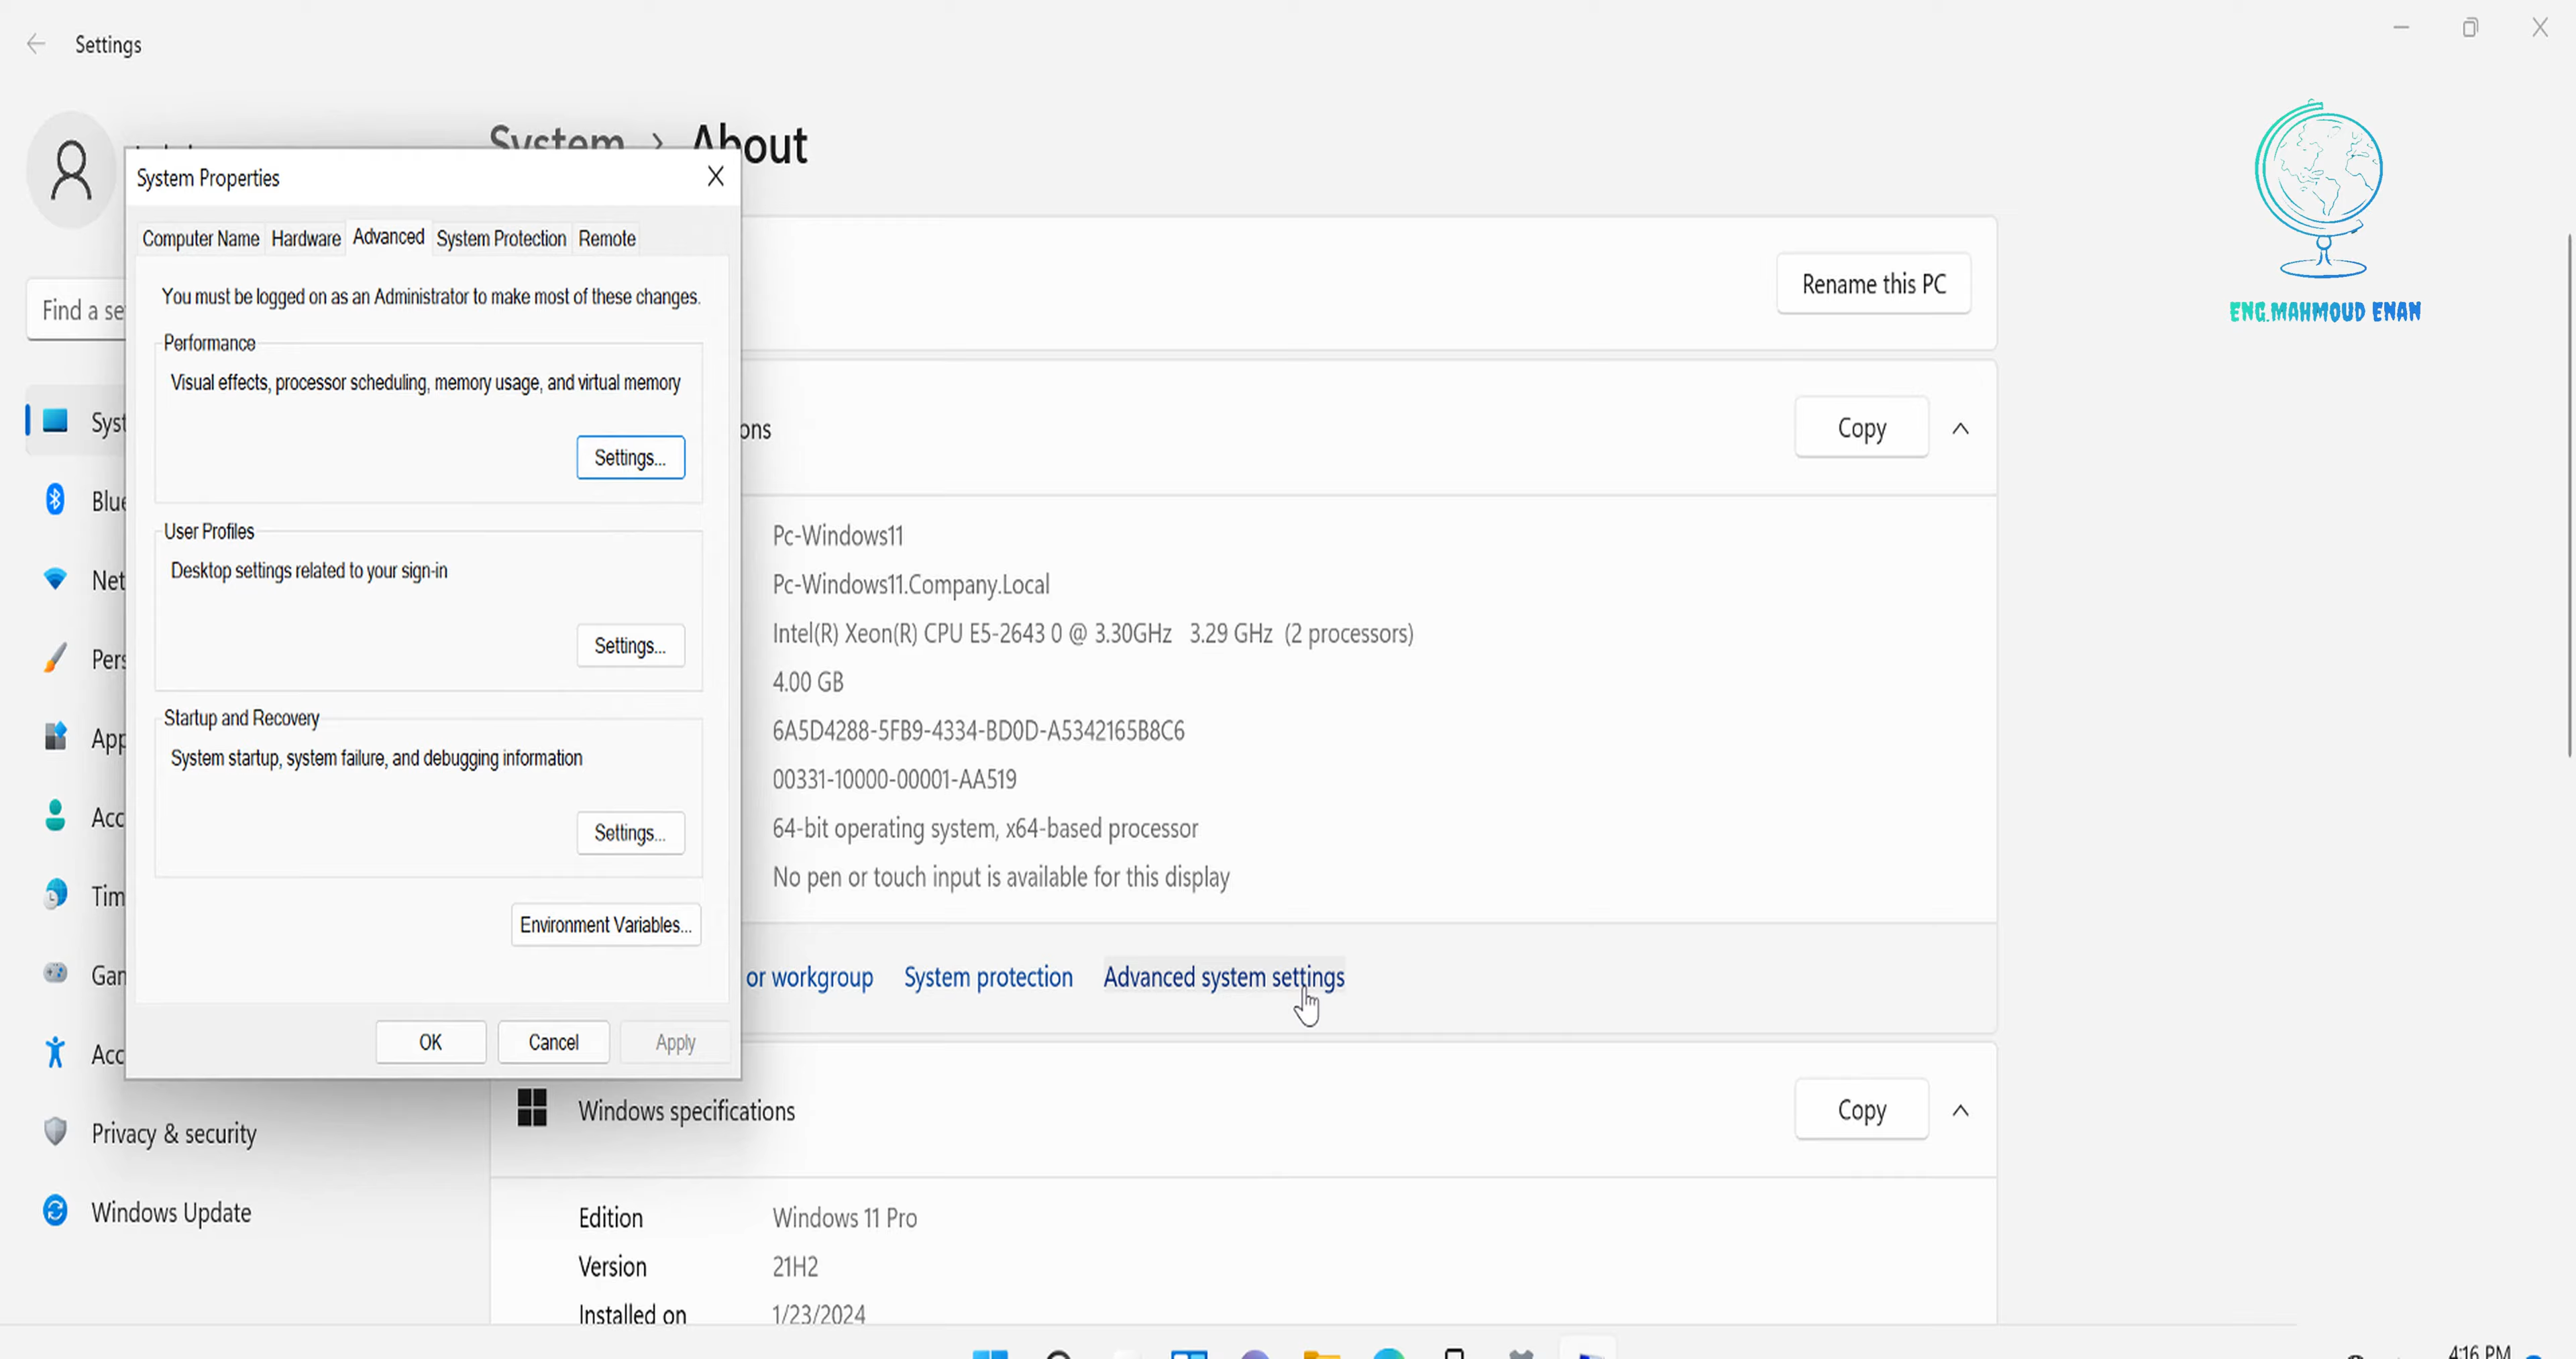 Settings
System > About
System Properties
Computer Name Hardware Advanced System Protection Remote
You must be logged on as an Administrator to make most of these changes.
Performance
Visual effects, processor scheduling, memory usage, and virtual memory
Settings...
User Profiles
Desktop settings related to your sign-in
Settings...
Startup and Recovery
System startup, system failure, and debugging information
Settings...
Environment Variables...
OK Cancel Apply
Find a se
Syst
Blue
Net
Pers
App
Acc
Tim
Gam
Acc
Privacy & security
Windows Update
Rename this PC
ons
Copy
Pc-Windows11
Pc-Windows11.Company.Local
Intel(R) Xeon(R) CPU E5-2643 0 @ 3.30GHz 3.29 GHz (2 processors)
4.00 GB
6A5D4288-5FB9-4334-BD0D-A5342165B8C6
00331-10000-00001-AA519
64-bit operating system, x64-based processor
No pen or touch input is available for this display
or workgroup System protection Advanced system settings
Windows specifications
Copy
Edition Windows 11 Pro
Version 21H2
Installed on 1/23/2024
ENG.MAHMOUD ENAN
4:16 PM